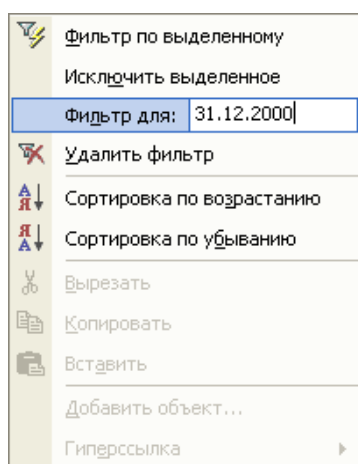 Фильтр по выделенному
Исключить выделенное
Фильтр для: 31.12.2000
Удалить фильтр
Сортировка по возрастанию
Сортировка по убыванию
Вырезать
Копировать
Вставить
Добавить объект...
Гиперссылка